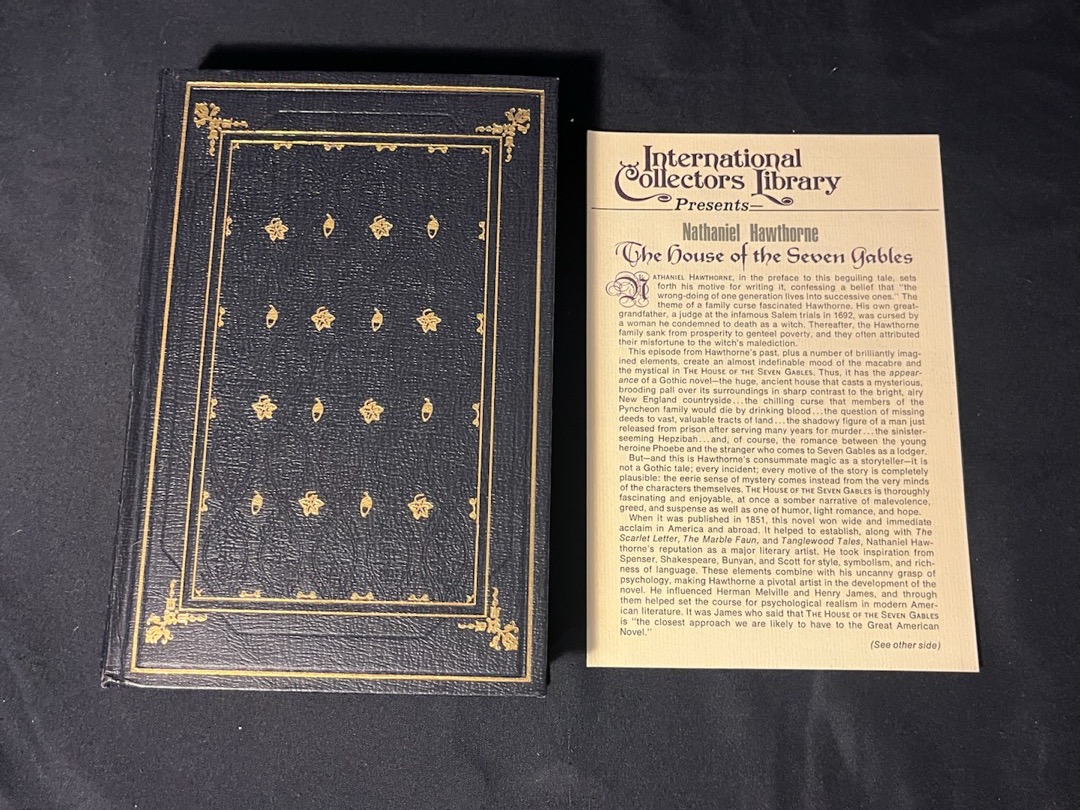 International
Collectors Library
Presents—
Nathaniel Hawthorne
The House of the Seven Gables
NATHANIEL HAWTHORNE, in the preface to this beguiling tale, sets
forth his motive for writing it, confessing a belief that "the
wrong-doing of one generation lives into successive ones." The
theme of a family curse fascinated Hawthorne. His own great-
grandfather, a judge at the infamous Salem trials in 1692, was cursed by
a woman he condemned to death as a witch. Thereafter, the Hawthorne
family sank from prosperity to genteel poverty, and they often attributed
their misfortune to the witch's malediction.
This episode from Hawthorne's past, plus a number of brilliantly imag-
ined elements, create an almost indefinable mood of the macabre and
the mystical in THE HOUSE OF THE SEVEN GABLES. Thus, it has the appear-
ance of a Gothic novel—the huge, ancient house that casts a mysterious,
brooding pall over its surroundings in sharp contrast to the bright, airy
New England countryside...the chilling curse that members of the
Pyncheon family would die by drinking blood...the question of missing
deeds to vast, valuable tracts of land...the shadowy figure of a man just
released from prison after serving many years for murder...the sinister-
seeming Hepzibah...and, of course, the romance between the young
heroine Phoebe and the stranger who comes to Seven Gables as a lodger.
But—and this is Hawthorne's consummate magic as a storyteller—it is
not a Gothic tale; every incident; every motive of the story is completely
plausible: the eerie sense of mystery comes instead from the very minds
of the characters themselves. THE HOUSE OF THE SEVEN GABLES is thoroughly
fascinating and enjoyable, at once a somber narrative of malevolence,
greed, and suspense as well as one of humor, light romance, and hope.
When it was published in 1851, this novel won wide and immediate
acclaim in America and abroad. It helped to establish, along with The
Scarlet Letter, The Marble Faun, and Tanglewood Tales, Nathaniel Haw-
thorne's reputation as a major literary artist. He took inspiration from
Spenser, Shakespeare, Bunyan, and Scott for style, symbolism, and rich-
ness of language. These elements combine with his uncanny grasp of
psychology, making Hawthorne a pivotal artist in the development of the
novel. He influenced Herman Melville and Henry James, and through
them helped set the course for psychological realism in modern Amer-
ican literature. It was James who said that THE HOUSE OF THE SEVEN GABLES
is "the closest approach we are likely to have to the Great American
Novel."
(See other side)